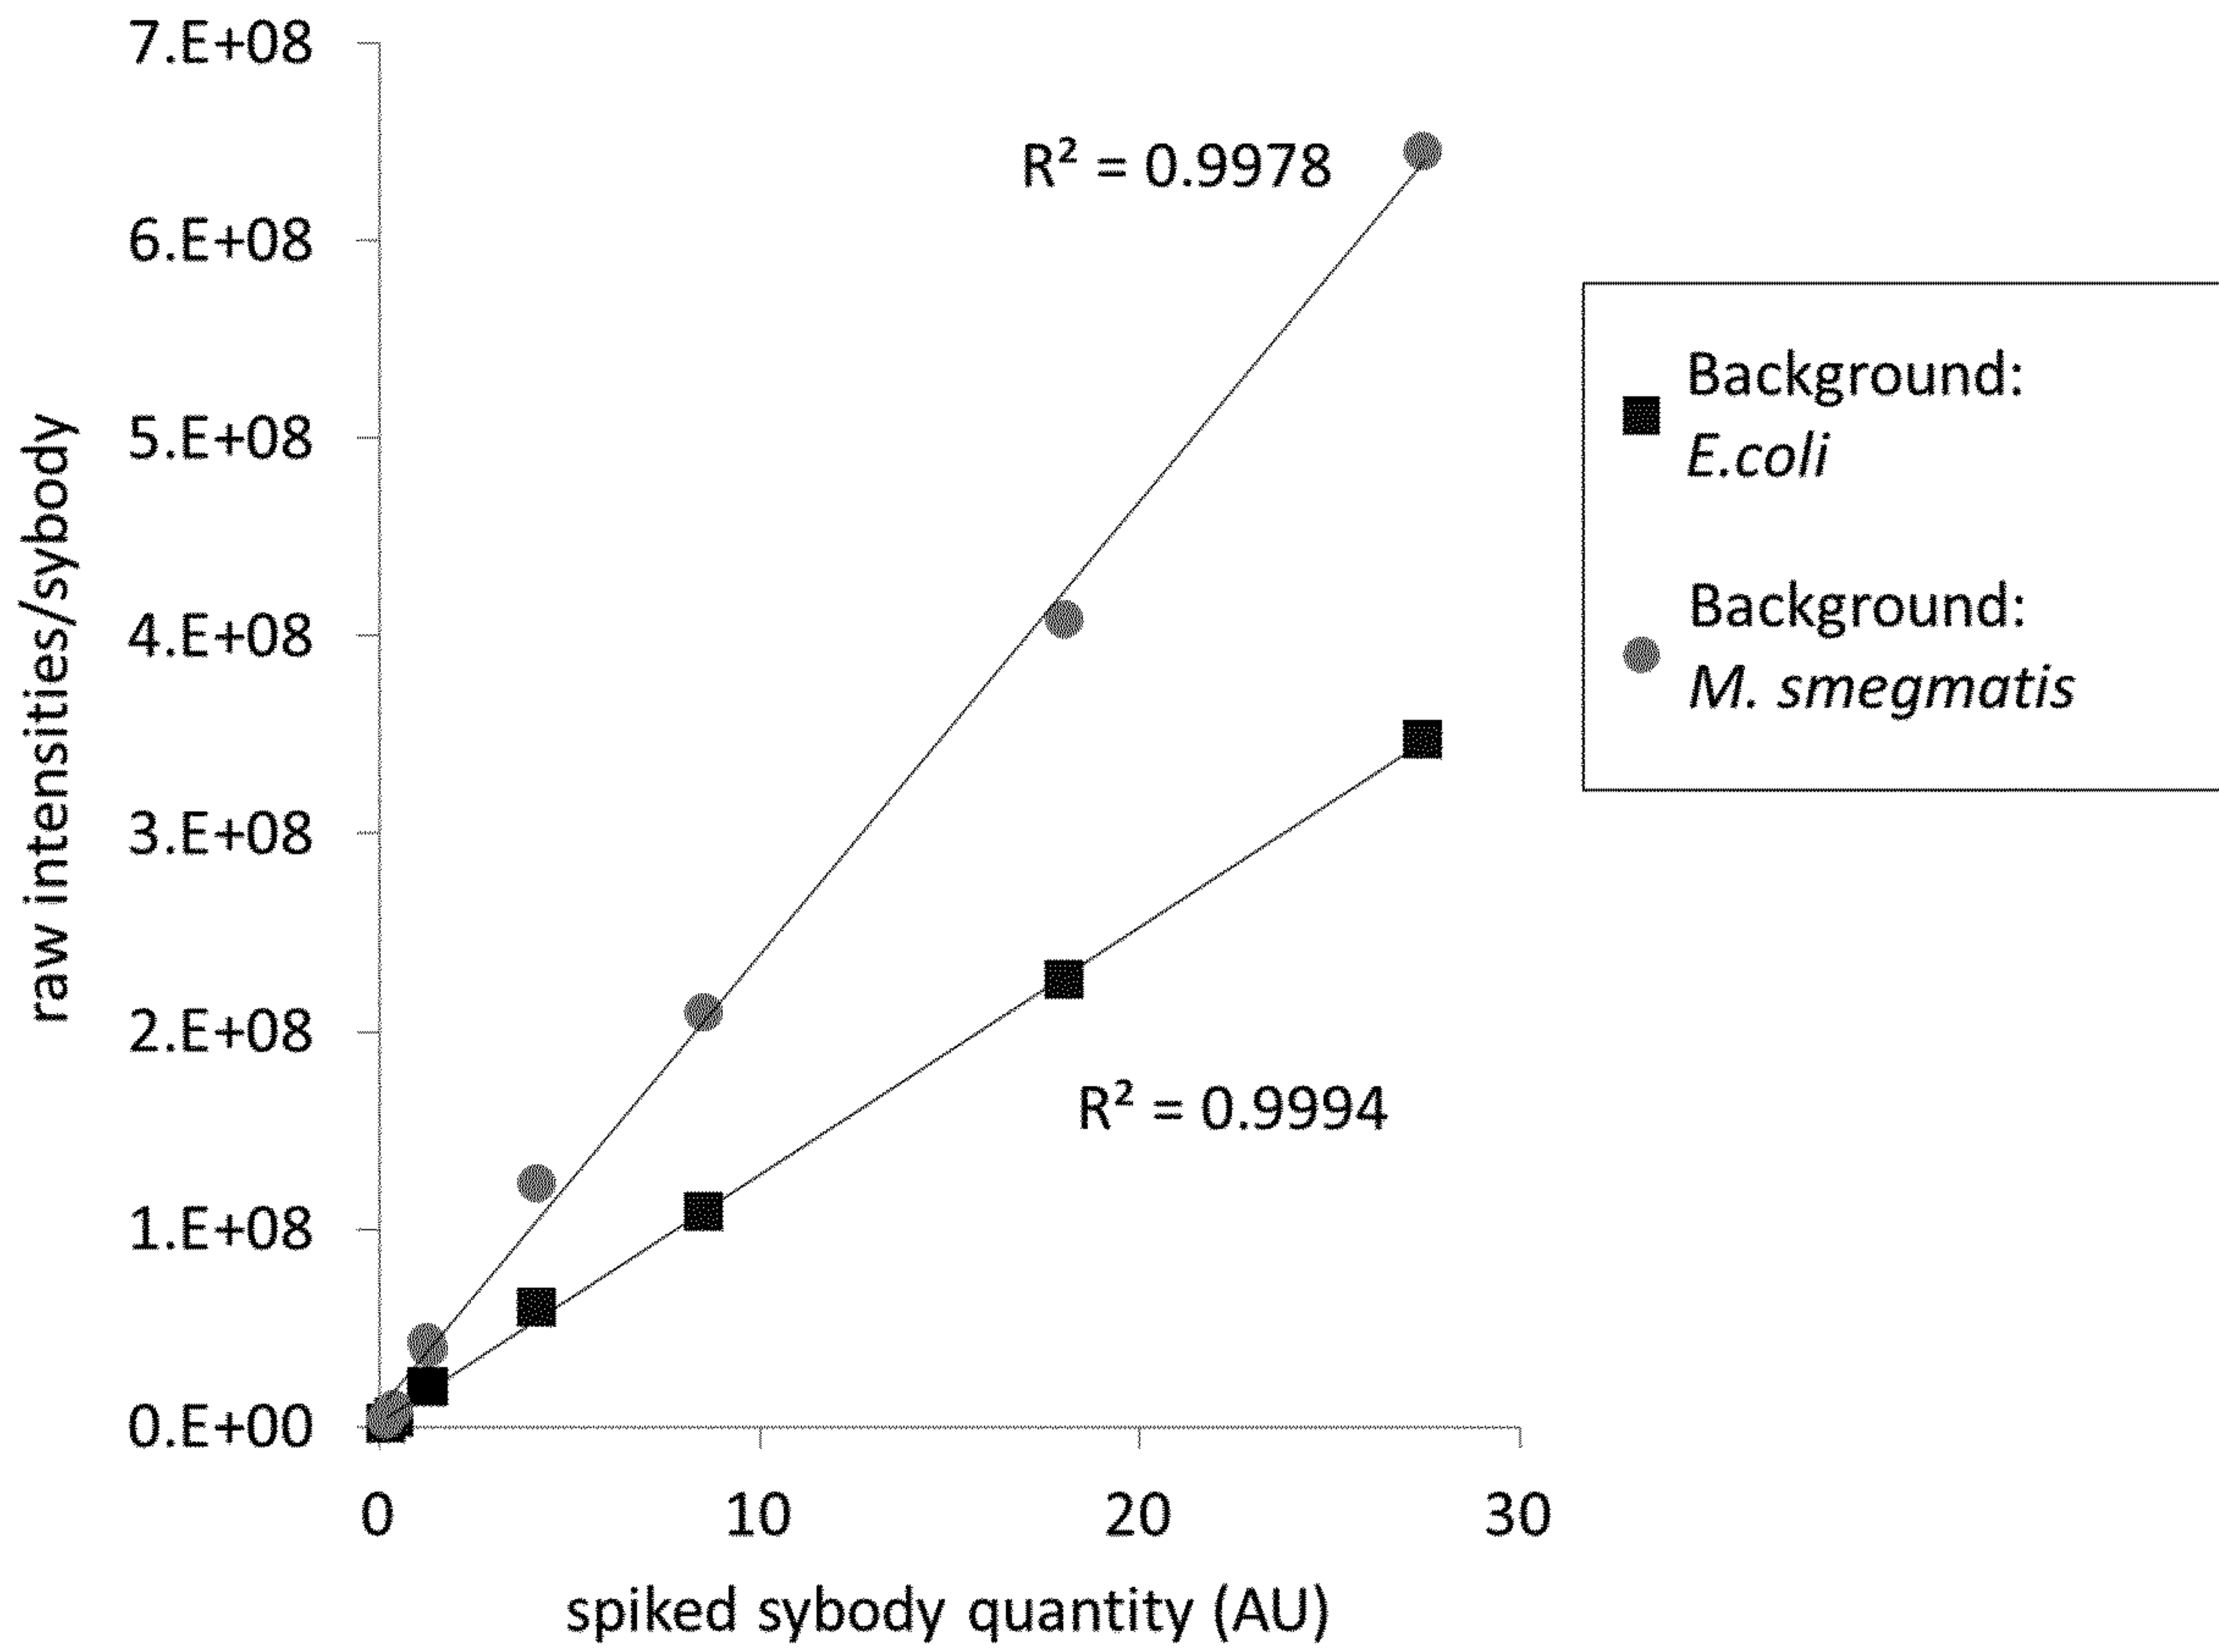 7.E+08
6.E+08
5.E+08
4.E+08
3.E+08
2.E+08
1.E+08
0.E+00
raw intensities/sybody
R² = 0.9978
R² = 0.9994
0 10 20 30
spiked sybody quantity (AU)
Background:
E.coli
Background:
M. smegmatis